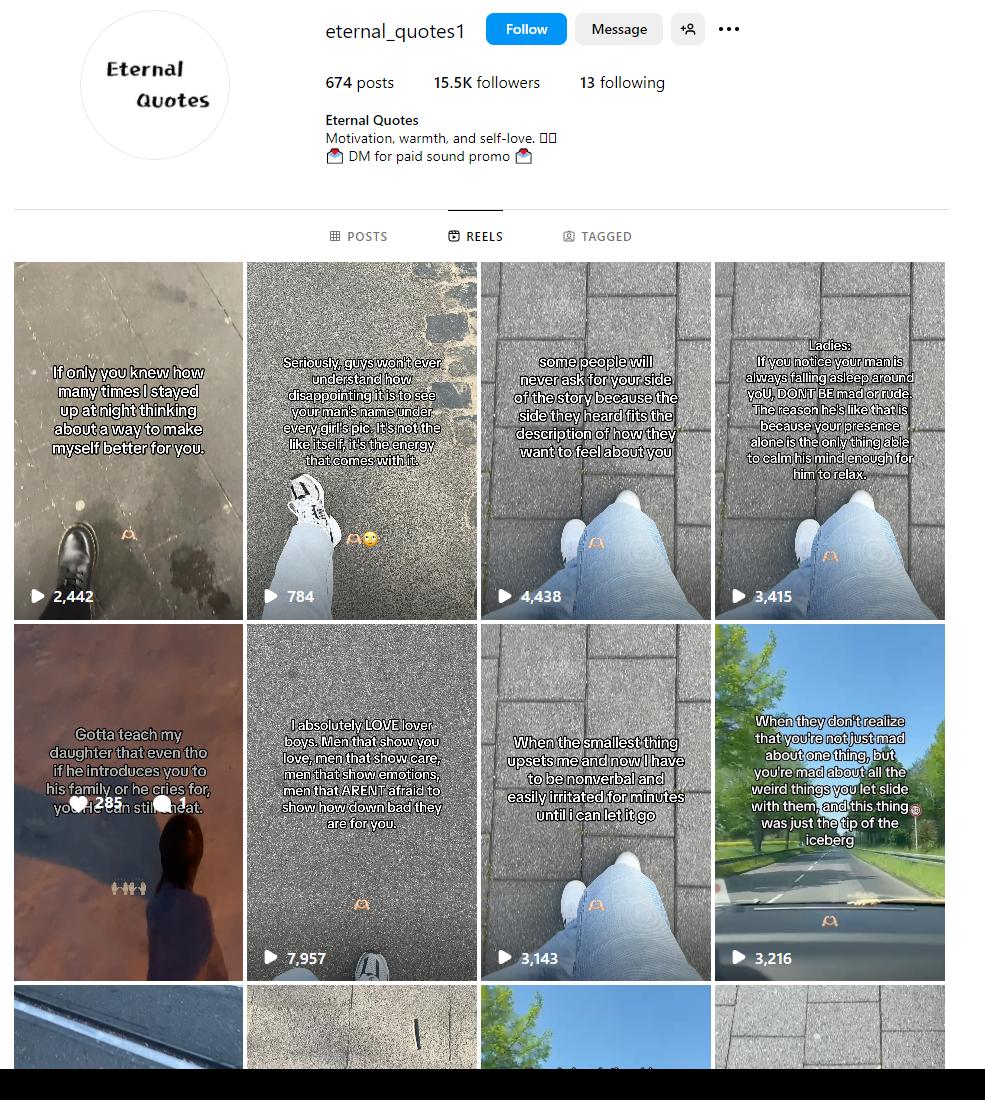 Eternal
Quotes
eternal_quotes1
Follow
Message
674 posts
15.5K followers
13 following
Eternal Quotes
Motivation, warmth, and self-love.
DM for paid sound promo
POSTS
REELS
TAGGED
If only you knew how
many times I stayed
up at night thinking
about a way to make
myself better for you.
2,442
Seriously, guys won't ever
understand how
disappointing it is to see
your man's name under
every girl's pic. It's not the
like itself, it's the energy
that comes with it.
784
some people will
never ask for your side
of the story because the
side they heard fits the
description of how they
want to feel about you
4,438
Ladies:
If you notice your man is
always falling asleep around
yoU, DONT BE mad or rude.
The reason he's like that is
because your presence
alone is the only thing able
to calm his mind enough for
him to relax.
3,415
Gotta teach my
daughter that even tho
if he introduces you to
his family or he cries for,
you. He can still cheat.
285
1
I absolutely LOVE lover
boys. Men that show you
love, men that show care,
men that show emotions,
men that ARENT afraid to
show how down bad they
are for you.
7,957
When the smallest thing
upsets me and now I have
to be nonverbal and
easily irritated for minutes
until i can let it go
3,143
When they don't realize
that you're not just mad
about one thing, but
you're mad about all the
weird things you let slide
with them, and this thing
was just the tip of the
iceberg
3,216